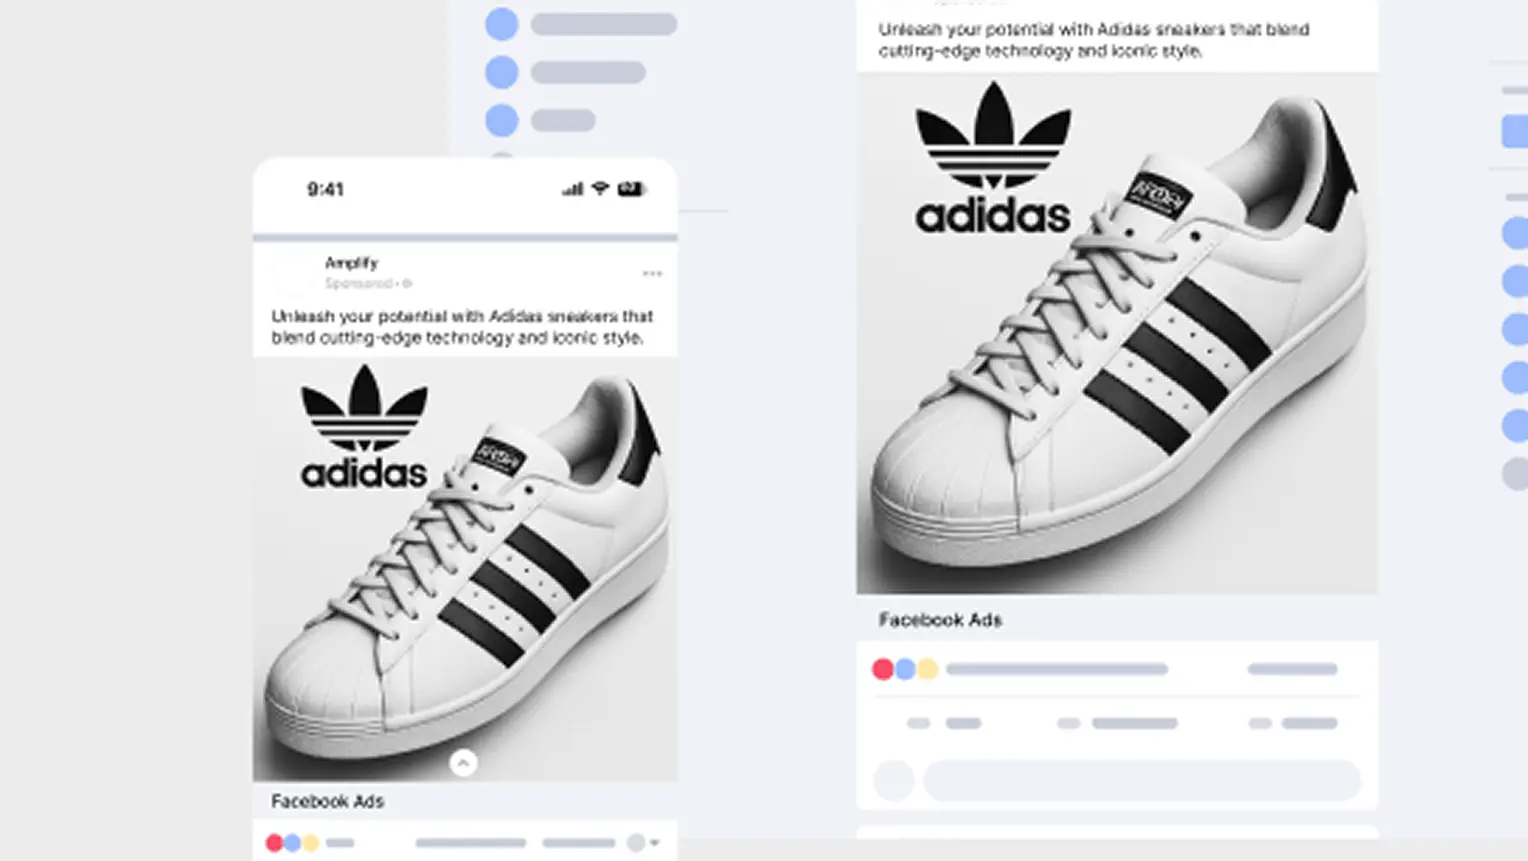 9:41
Amplify
Sponsored
Unleash your potential with Adidas sneakers that
blend cutting-edge technology and iconic style.
adidas
Facebook Ads
Unleash your potential with Adidas sneakers that blend
cutting-edge technology and iconic style.
adidas
Facebook Ads